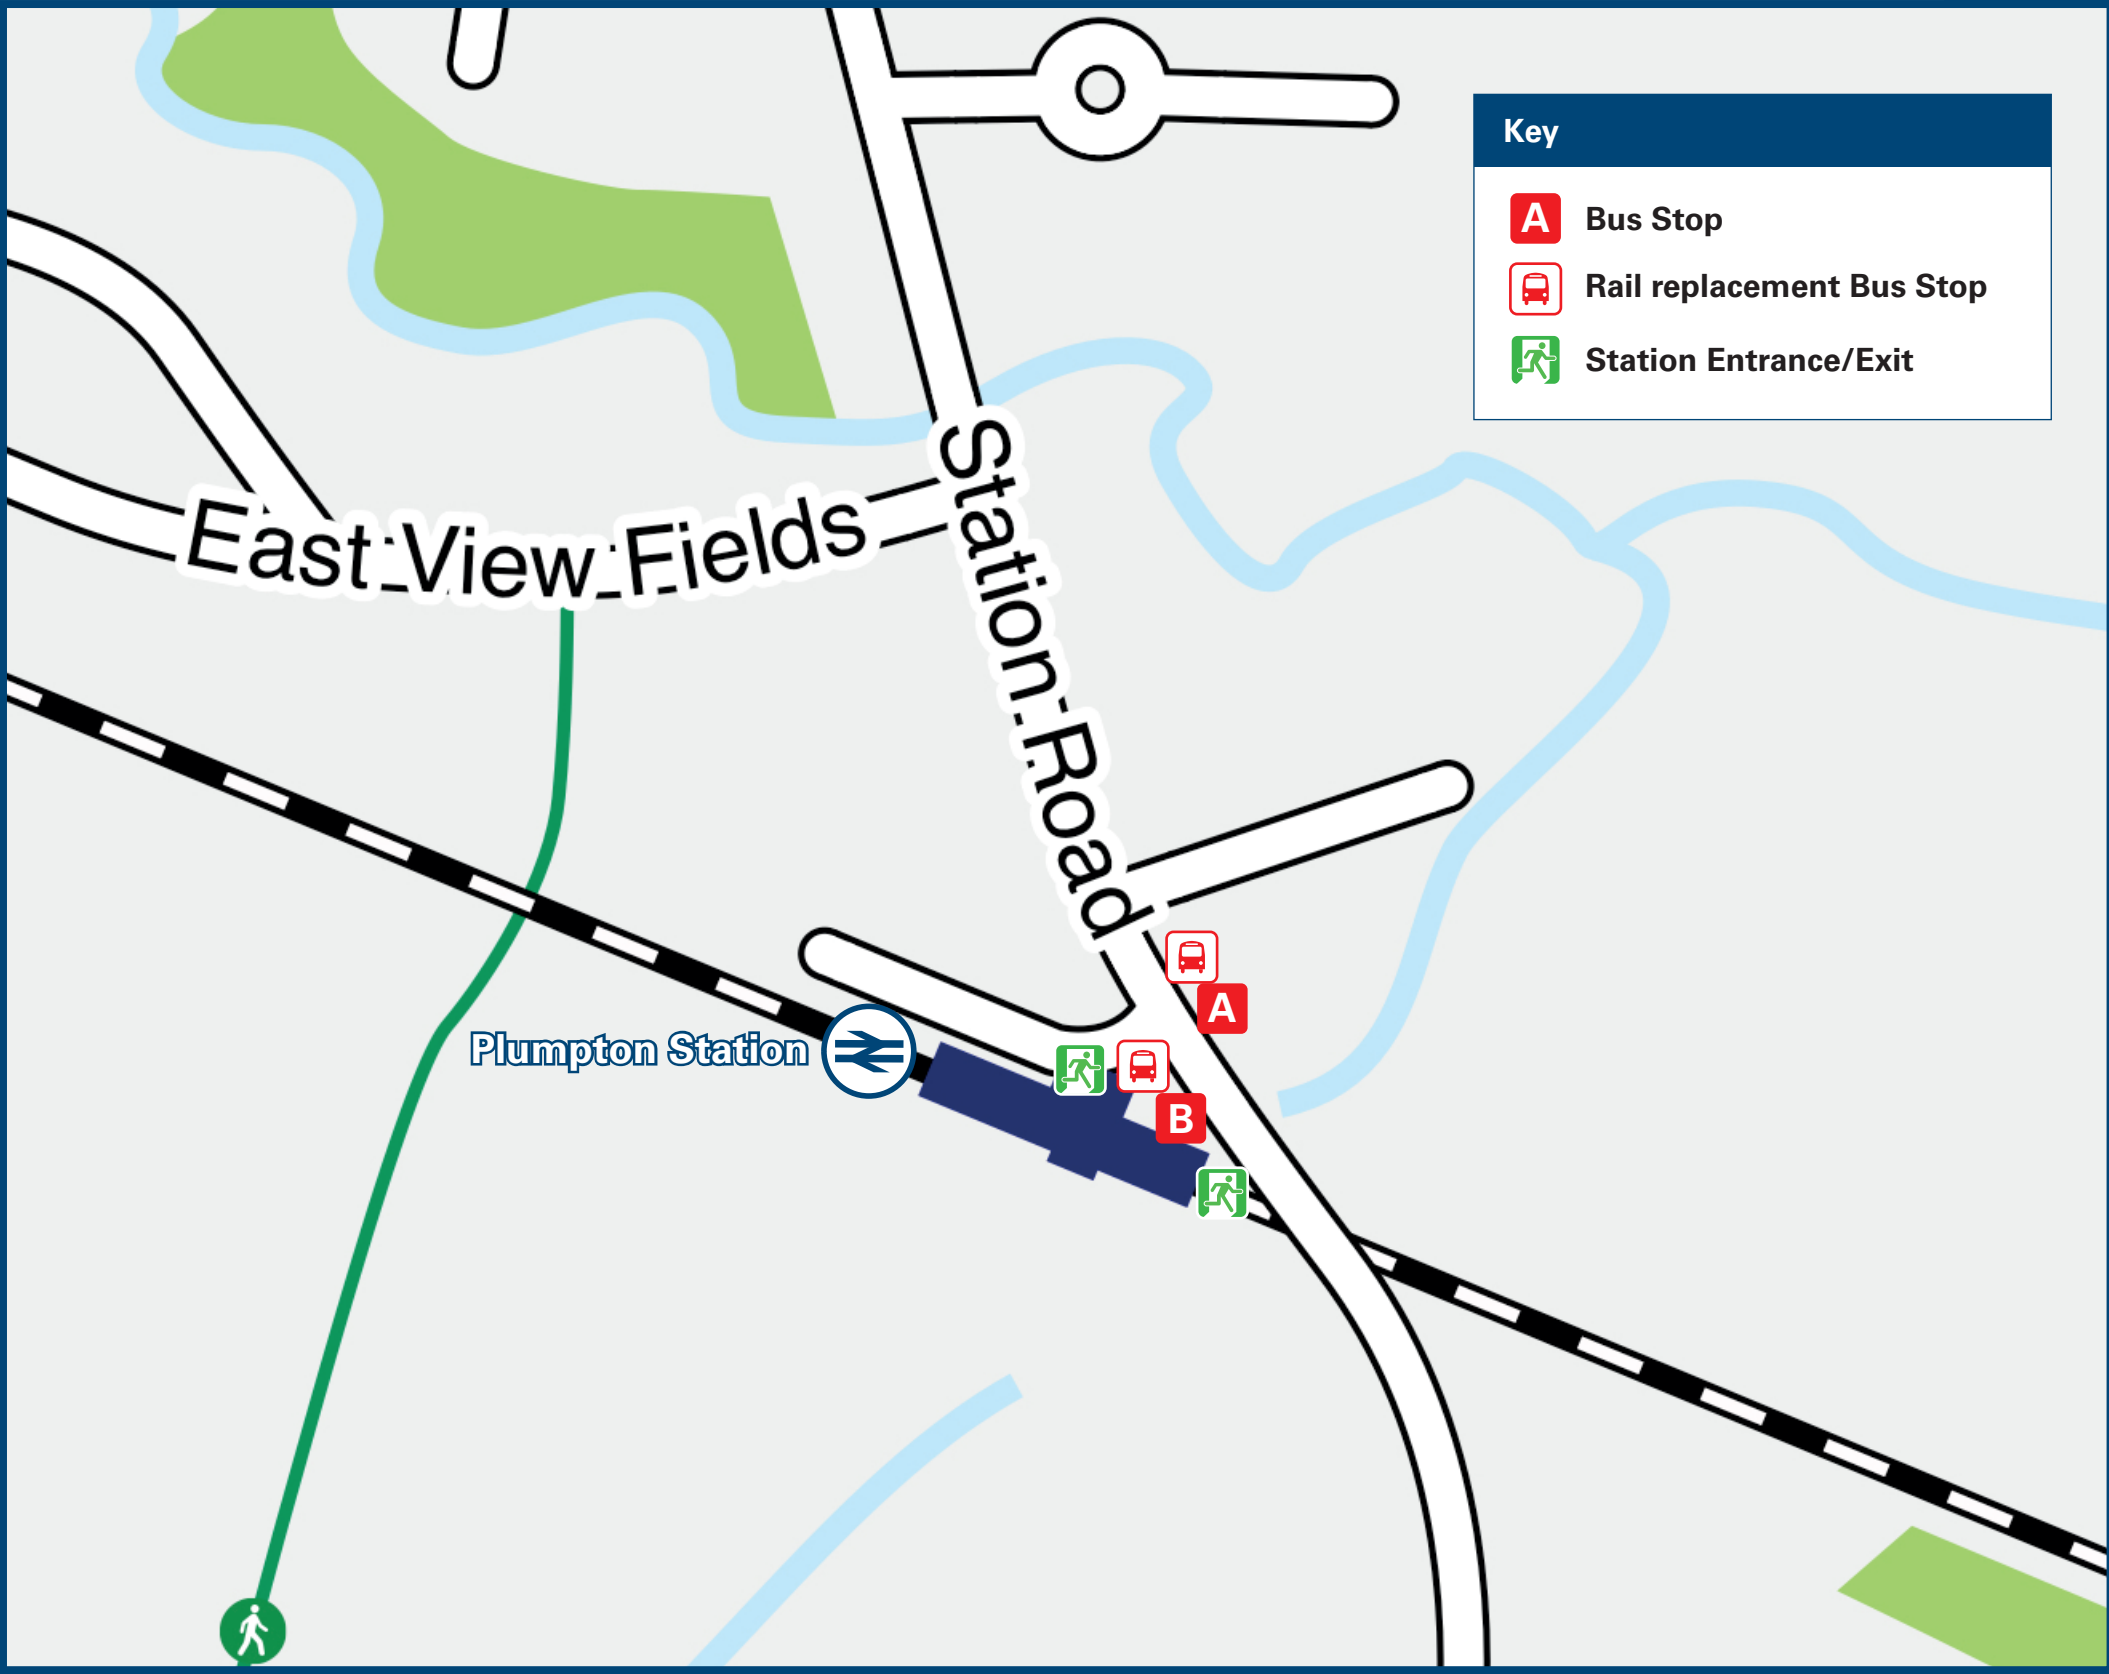 Key
A Bus Stop
Rail replacement Bus Stop
Station Entrance/Exit
East View Fields
Station Road
A
Plumpton Station
B